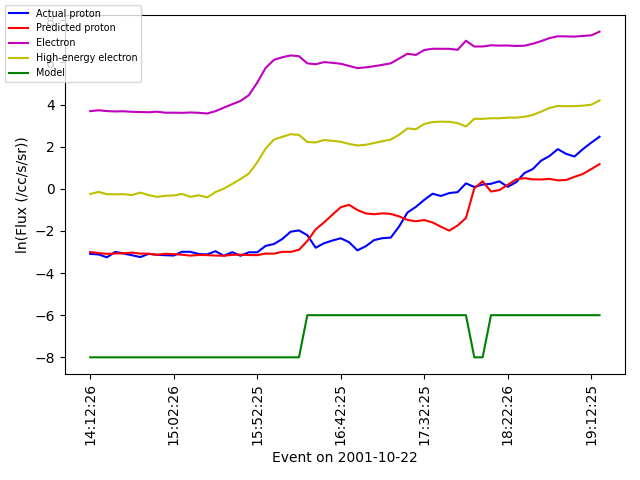 Actual proton
Predicted proton
Electron
High-energy electron
Model
4
2
0
−2
−4
−6
−8
ln(Flux (/cc/s/sr))
14:12:26
15:02:26
15:52:25
16:42:25
17:32:25
18:22:26
19:12:25
Event on 2001-10-22